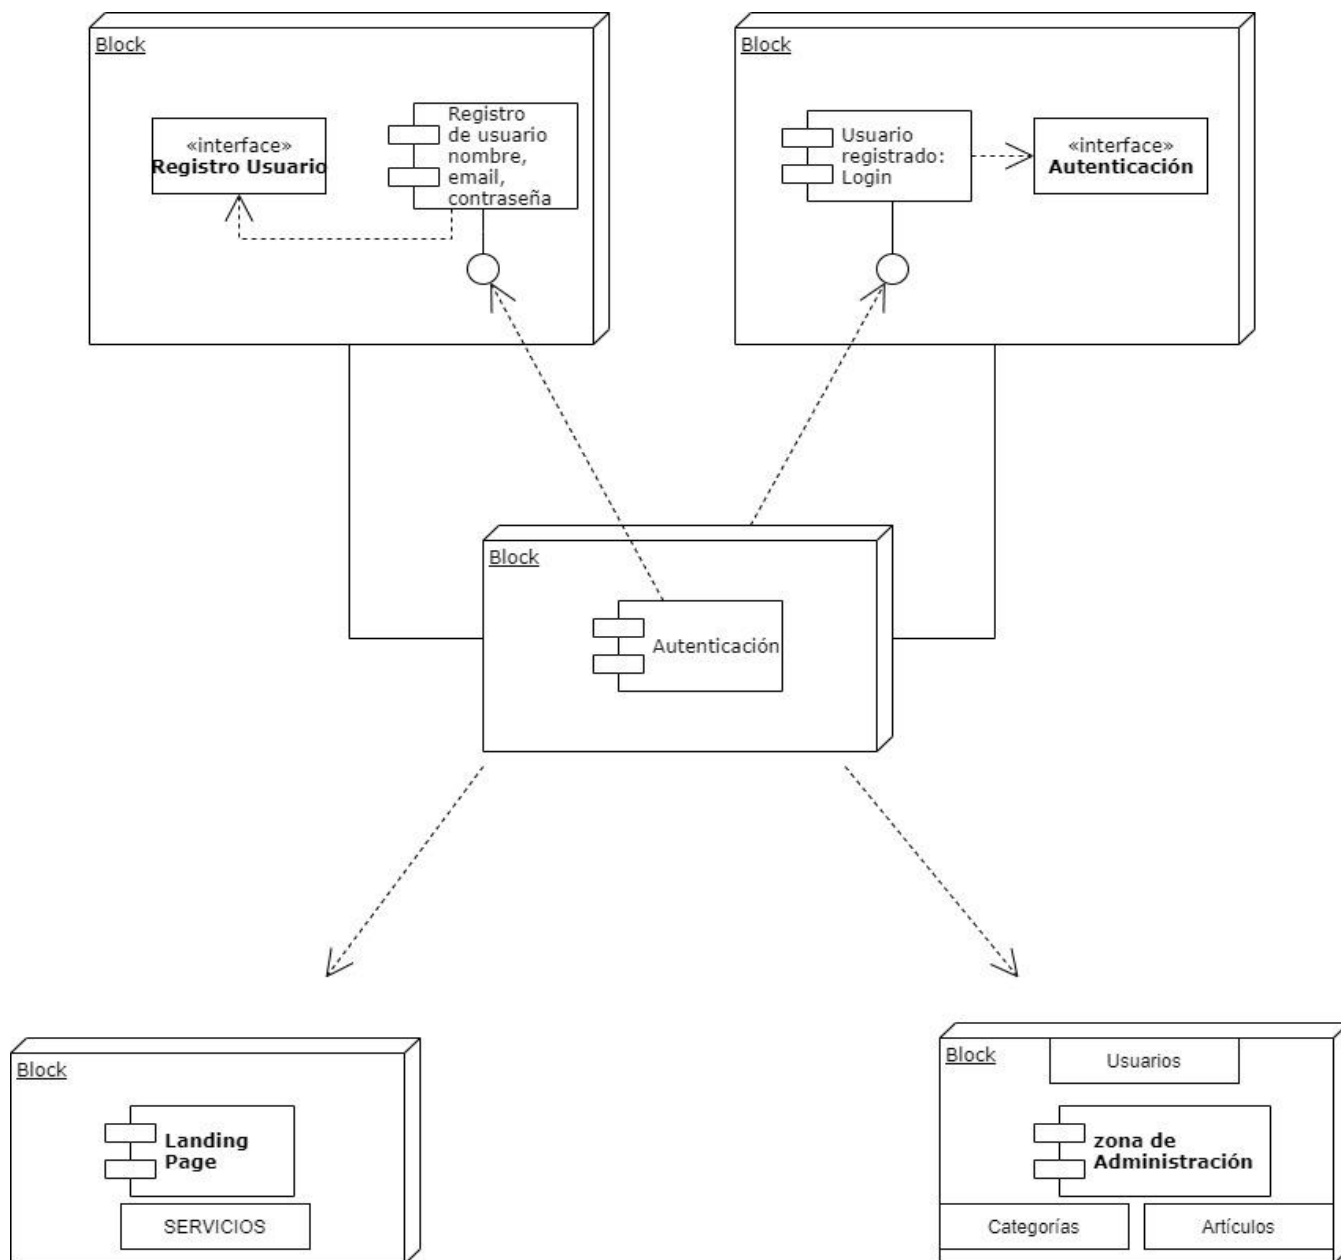 Block
«interface»
Registro Usuario
Registro
de usuario
nombre,
email,
contraseña
Block
Usuario
registrado:
Login
«interface»
Autenticación
Block
Autenticación
Block
Landing
Page
SERVICIOS
Block
Usuarios
zona de
Administración
Categorías
Artículos